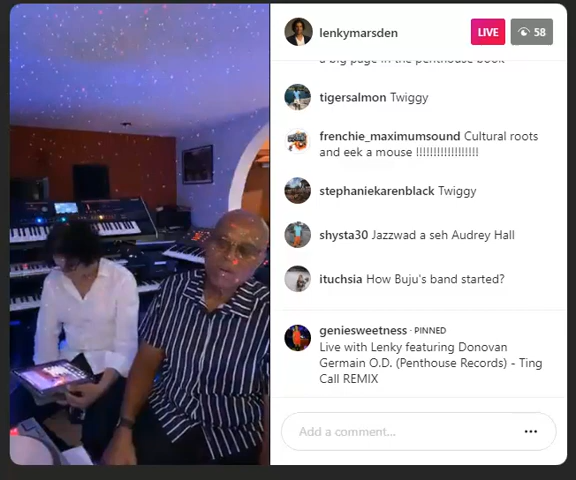 lenkymarsden
LIVE
58
a big page in the penthouse book
tigersalmon Twiggy
frenchie_maximumsound Cultural roots
and eek a mouse !!!!!!!!!!!!!!!!!!
stephaniekarenblack Twiggy
shysta30 Jazzwad a seh Audrey Hall
ituchsia How Buju's band started?
geniesweetness · PINNED
Live with Lenky featuring Donovan
Germain O.D. (Penthouse Records) - Ting
Call REMIX
Add a comment...